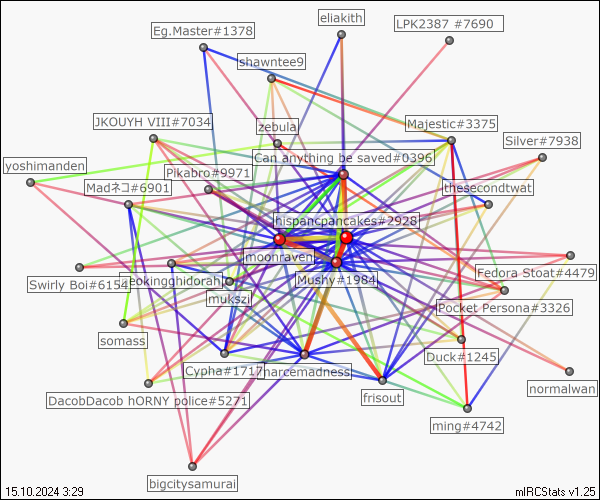 eliakith
LPK2387 #7690
Eg.Master#1378
shawntee9
JKOUYH VIII#7034
zebula
Majestic#3375
Silver#7938
yoshimanden
Can anything be saved#0396
Pikabro#9971
Madネコ#6901
thesecondtwat
hispancpancakes#2928
moonraven
Fedora Stoat#4479
Swirly Boi#6154
eokingghidorah
Mushy#1984
mukszi
Pocket Persona#3326
somass
Duck#1245
Cypha#1717
harcemadness
normalwan
DacobDacob hORNY police#5271
frisout
ming#4742
bigcitysamurai
15.10.2024 3:29
mIRCStats v1.25